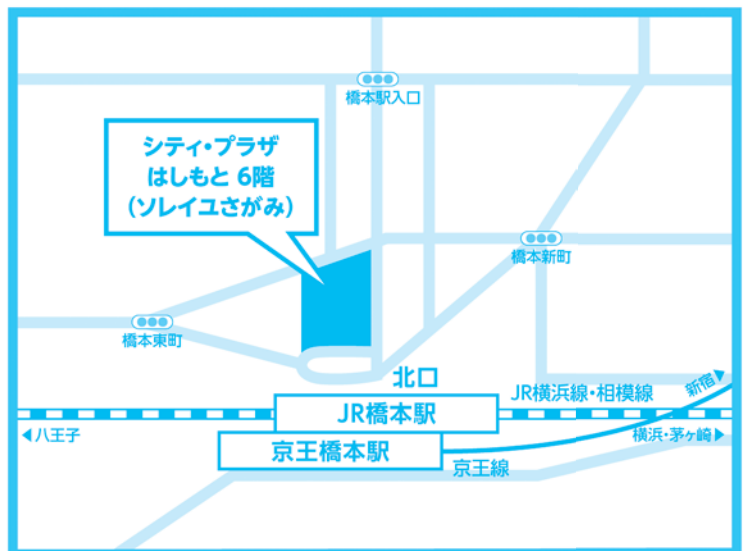 橋本駅入口
シティ・プラザ
はしもと 6階
(ソレイユさがみ)
橋本新町
橋本東町
北口
JR橋本駅
JR横浜線・相模線
新宿▶
◀八王子
京王橋本駅
横浜・茅ヶ崎▶
京王線